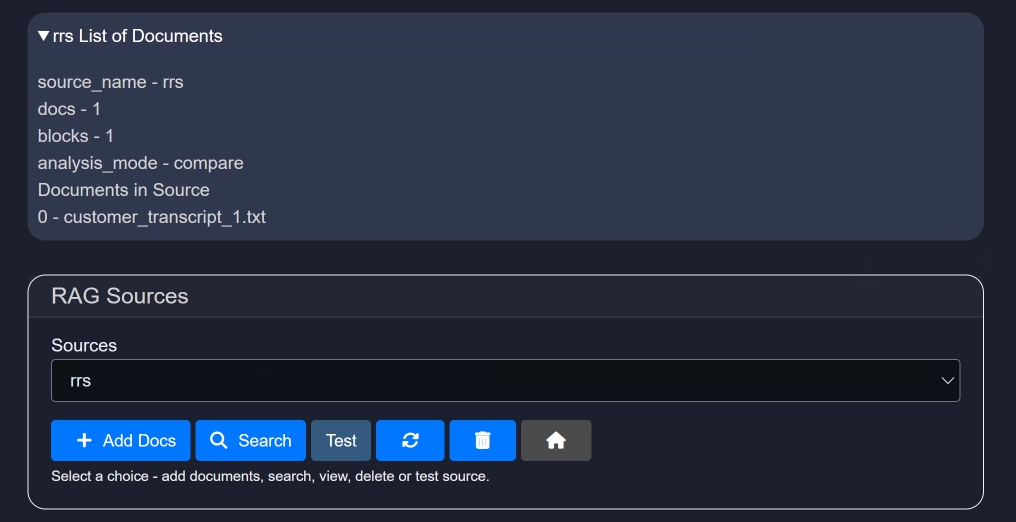 rrs List of Documents
source_name - rrs
docs - 1
blocks - 1
analysis_mode - compare
Documents in Source
0 - customer_transcript_1.txt
RAG Sources
Sources
rrs
Add Docs Search Test
Select a choice - add documents, search, view, delete or test source.